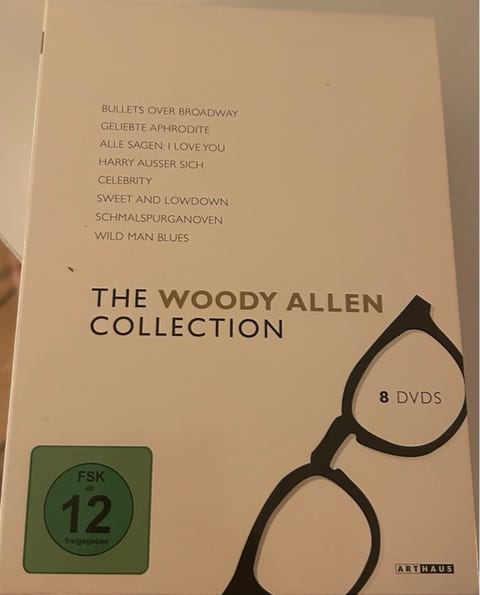 BULLETS OVER BROADWAY
GELIEBTE APHRODITE
ALLE SAGEN: I LOVE YOU
HARRY AUSSER SICH
CELEBRITY
SWEET AND LOWDOWN
SCHMALSPURGANOVEN
WILD MAN BLUES
THE WOODY ALLEN
COLLECTION
8 DVDS
FSK
ab
12
freigegeben
ARTHAUS